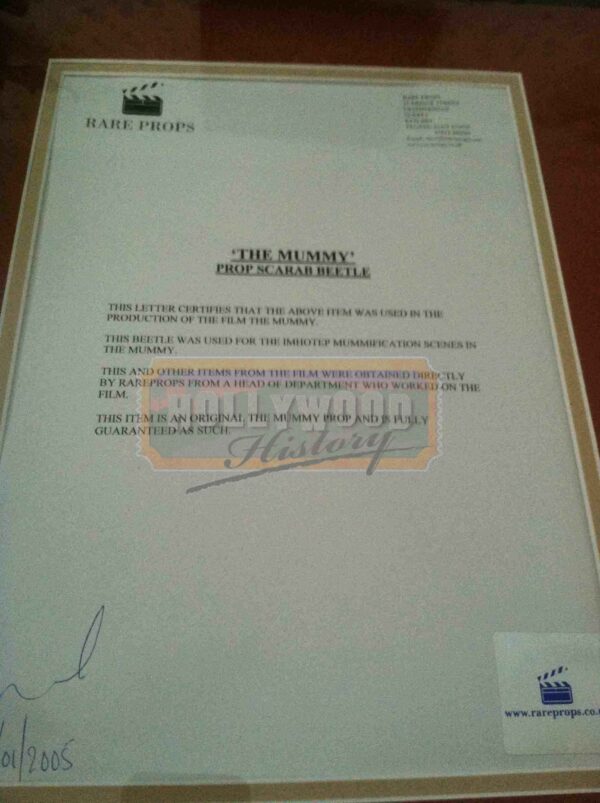 RARE PROPS
RARE PROPS
'THE MUMMY'
PROP SCARAB BEETLE
THIS LETTER CERTIFIES THAT THE ABOVE ITEM WAS USED IN THE
PRODUCTION OF THE FILM THE MUMMY.
THIS BEETLE WAS USED FOR THE IMHOTEP MUMMIFICATION SCENES IN
THE MUMMY.
THIS AND OTHER ITEMS FROM THE FILM WERE OBTAINED DIRECTLY
BY RAREPROPS FROM A HEAD OF DEPARTMENT WHO WORKED ON THE
FILM.
THIS ITEM IS AN ORIGINAL THE MUMMY PROP AND IS FULLY
GUARANTEED AS SUCH.
HOLLYWOOD
History
/01/2005
www.rareprops.co.